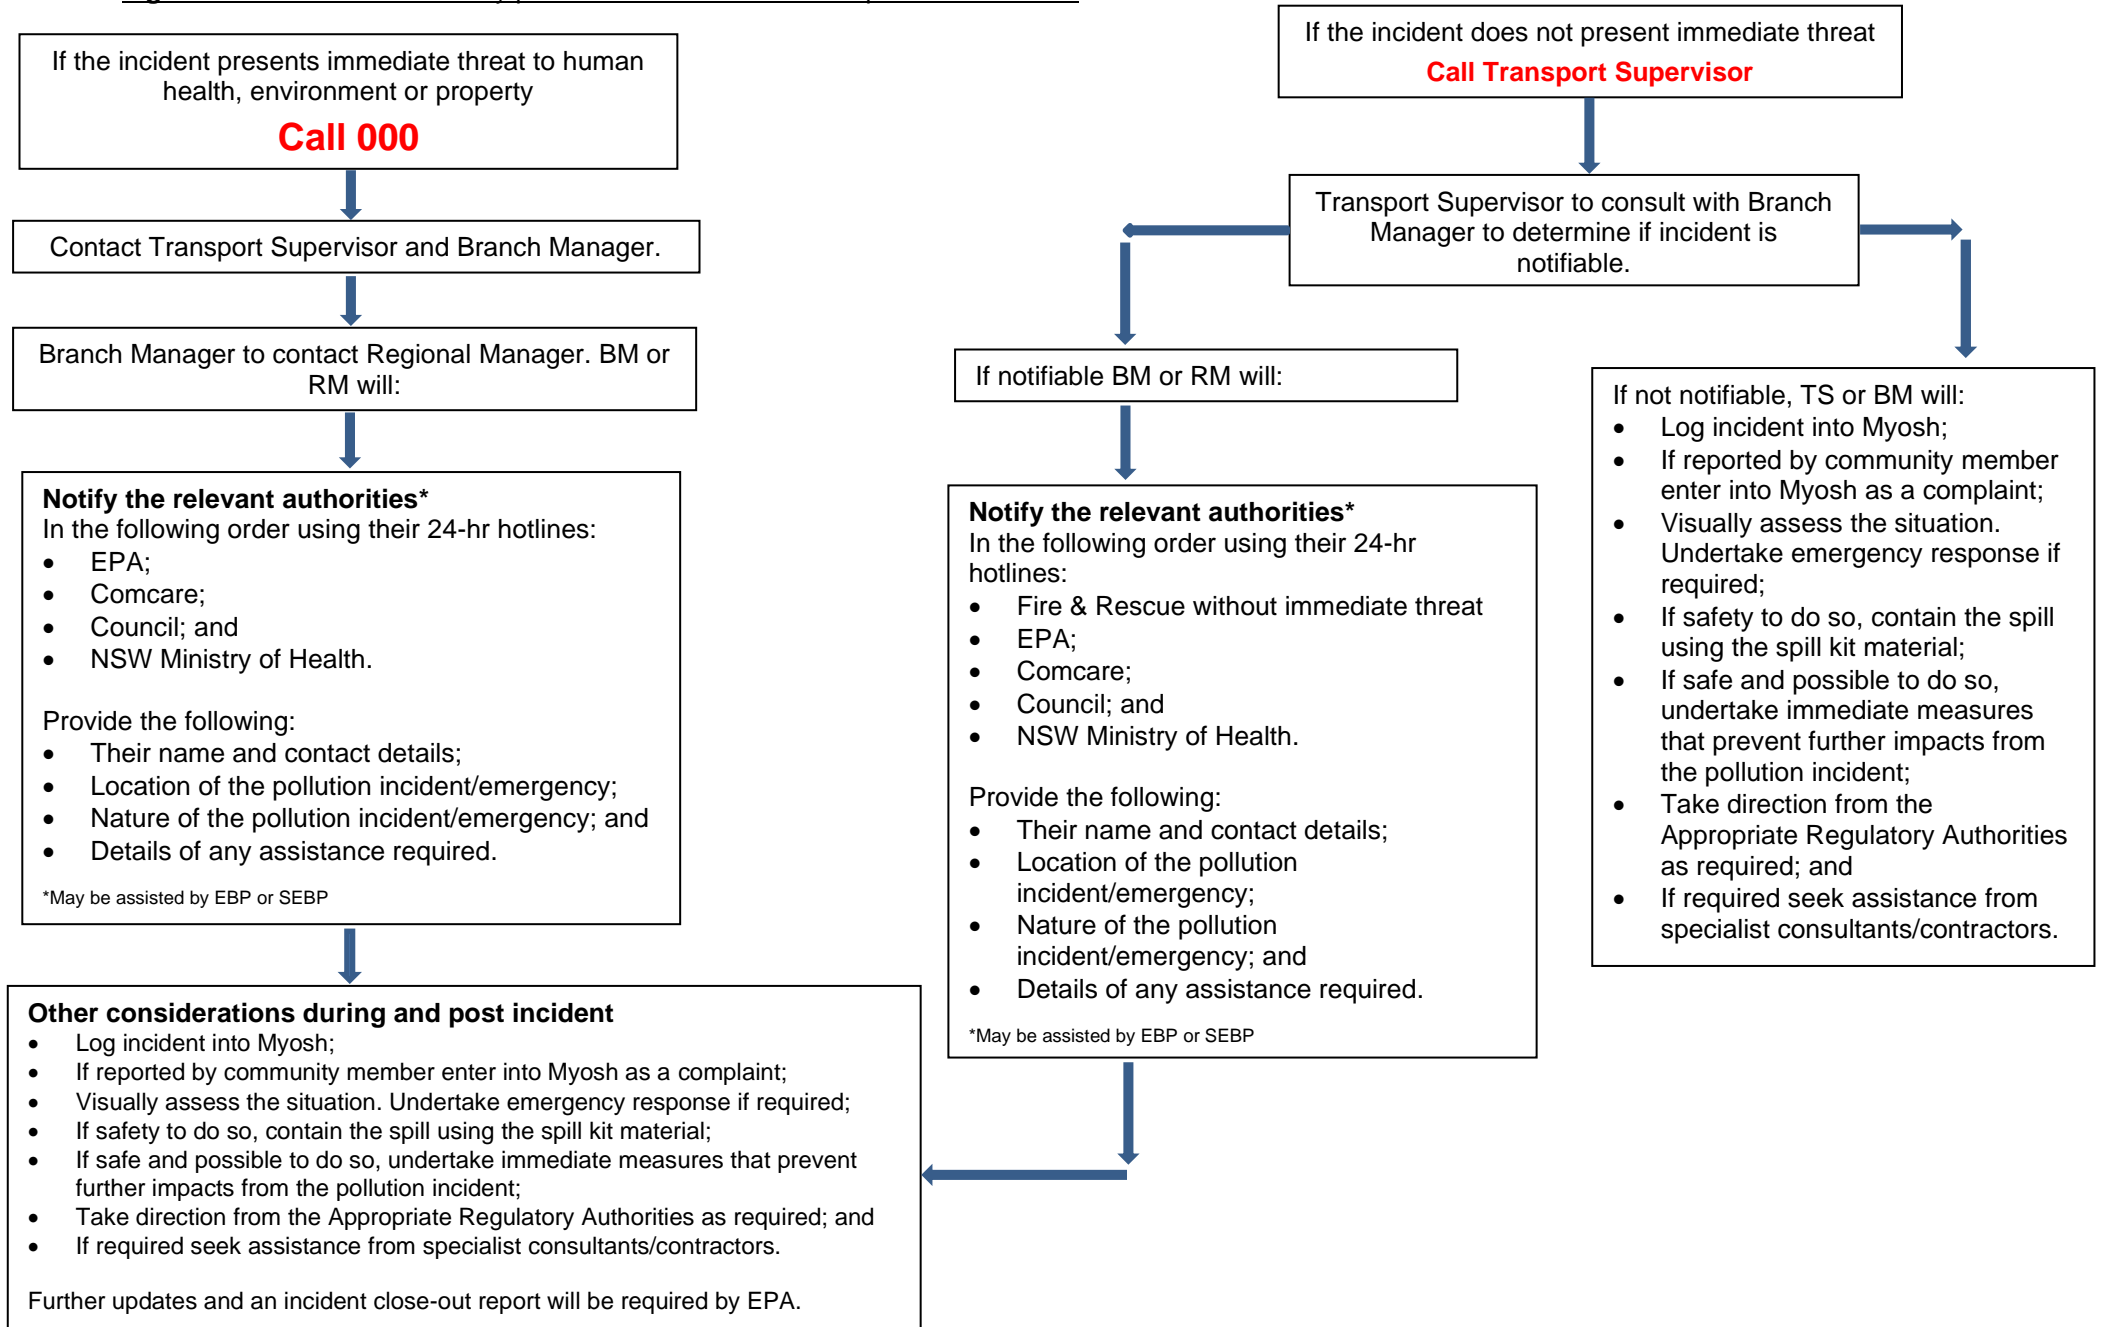 If the incident presents immediate threat to human
health, environment or property
Call 000
Contact Transport Supervisor and Branch Manager.
Branch Manager to contact Regional Manager. BM or
RM will:
Notify the relevant authorities*
In the following order using their 24-hr hotlines:
• EPA;
• Comcare;
• Council; and
• NSW Ministry of Health.
Provide the following:
• Their name and contact details;
• Location of the pollution incident/emergency;
• Nature of the pollution incident/emergency; and
• Details of any assistance required.
*May be assisted by EBP or SEBP
Other considerations during and post incident
• Log incident into Myosh;
• If reported by community member enter into Myosh as a complaint;
• Visually assess the situation. Undertake emergency response if required;
• If safety to do so, contain the spill using the spill kit material;
• If safe and possible to do so, undertake immediate measures that prevent
further impacts from the pollution incident;
• Take direction from the Appropriate Regulatory Authorities as required; and
• If required seek assistance from specialist consultants/contractors.
Further updates and an incident close-out report will be required by EPA.
If the incident does not present immediate threat
Call Transport Supervisor
Transport Supervisor to consult with Branch
Manager to determine if incident is
notifiable.
If notifiable BM or RM will:
Notify the relevant authorities*
In the following order using their 24-hr
hotlines:
• Fire & Rescue without immediate threat
• EPA;
• Comcare;
• Council; and
• NSW Ministry of Health.
Provide the following:
• Their name and contact details;
• Location of the pollution
incident/emergency;
• Nature of the pollution
incident/emergency; and
• Details of any assistance required.
*May be assisted by EBP or SEBP
If not notifiable, TS or BM will:
• Log incident into Myosh;
• If reported by community member
enter into Myosh as a complaint;
• Visually assess the situation.
Undertake emergency response if
required;
• If safety to do so, contain the spill
using the spill kit material;
• If safe and possible to do so,
undertake immediate measures
that prevent further impacts from
the pollution incident;
• Take direction from the
Appropriate Regulatory Authorities
as required; and
• If required seek assistance from
specialist consultants/contractors.